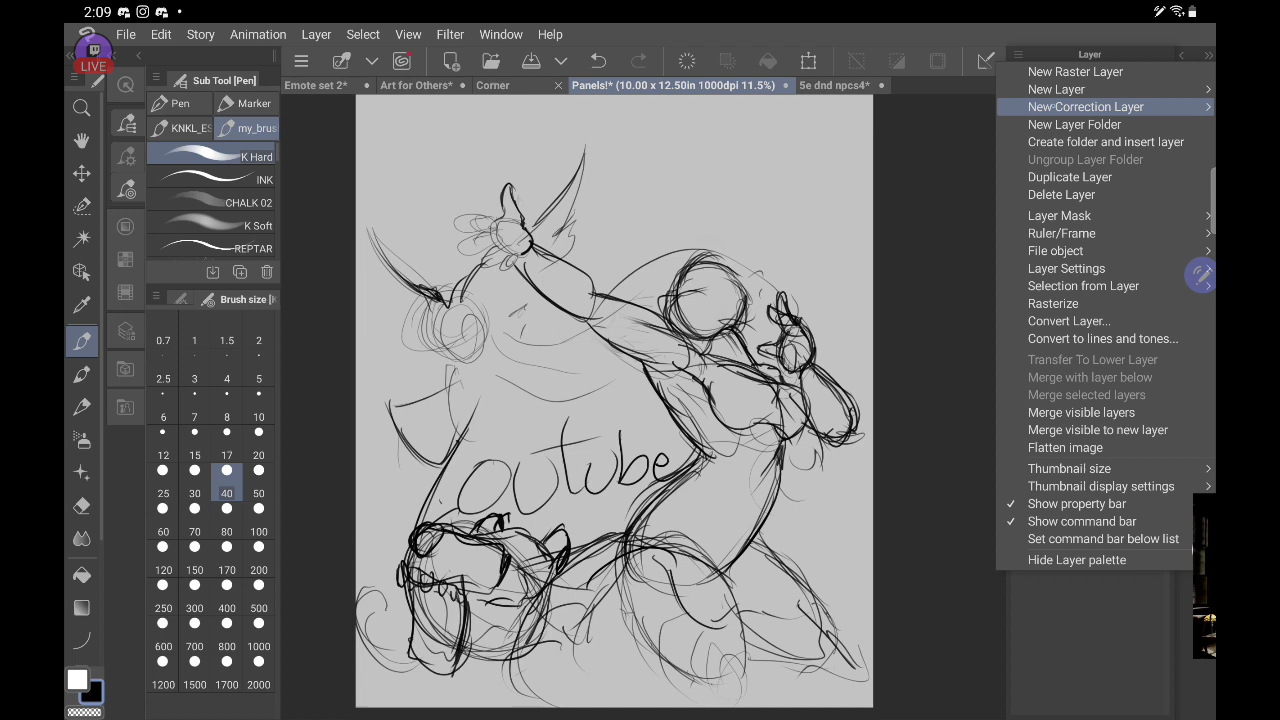 2:09
LIVE
File Edit Story Animation Layer Select View Filter Window Help
Sub Tool [Pen]
Pen Marker
KNKL_ES my_brus
K Hard
INK
CHALK 02
K Soft
REPTAR
Brush size [
0.7 1 1.5 2
2.5 3 4 5
6 7 8 10
12 15 17 20
25 30 40 50
60 70 80 100
120 150 170 200
250 300 400 500
600 700 800 1000
1200 1500 1700 2000
Emote set 2* Art for Others* Corner Panels!* (10.00 x 12.50in 1000dpi 11.5%) 5e dnd npcs4*
outube
Layer
New Raster Layer
New Layer
New Correction Layer
New Layer Folder
Create folder and insert layer
Ungroup Layer Folder
Duplicate Layer
Delete Layer
Layer Mask
Ruler/Frame
File object
Layer Settings
Selection from Layer
Rasterize
Convert Layer...
Convert to lines and tones...
Transfer To Lower Layer
Merge with layer below
Merge selected layers
Merge visible layers
Merge visible to new layer
Flatten image
Thumbnail size
Thumbnail display settings
Show property bar
Show command bar
Set command bar below list
Hide Layer palette